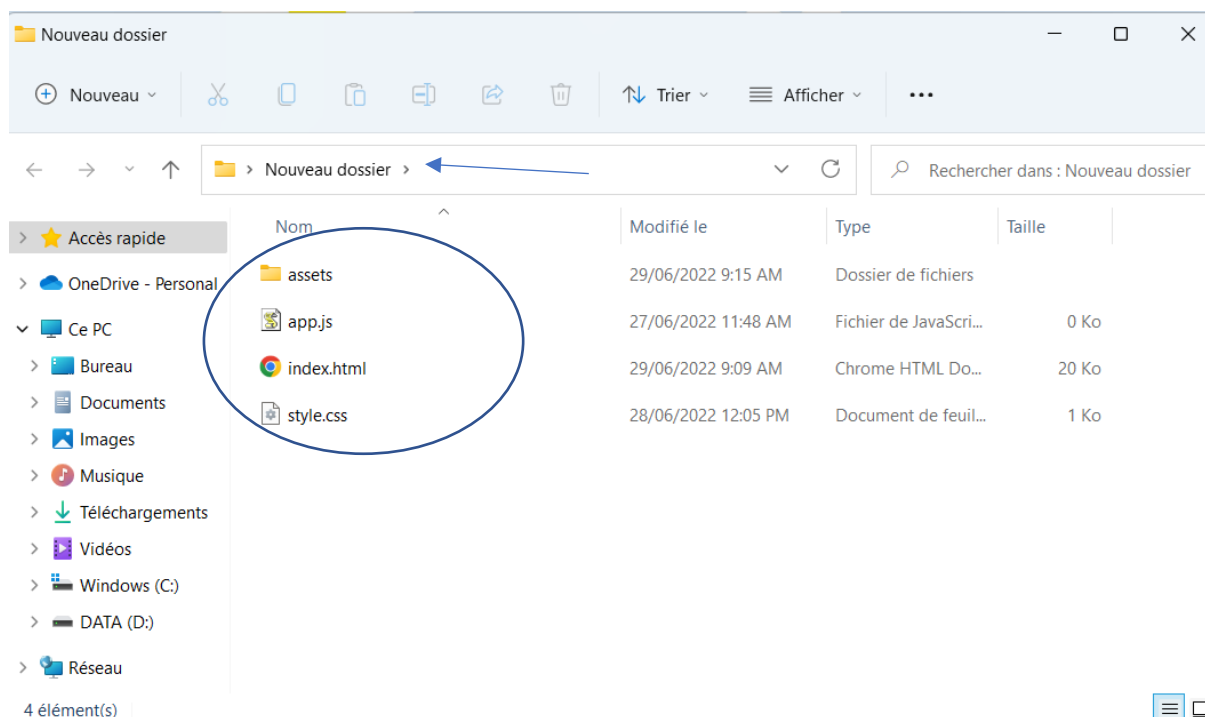 Nouveau dossier
Nouveau Trier Afficher
Nouveau dossier Rechercher dans : Nouveau dossier
Nom Modifié le Type Taille
Accès rapide
OneDrive - Personal
Ce PC
Bureau
Documents
Images
Musique
Téléchargements
Vidéos
Windows (C:)
DATA (D:)
Réseau
assets 29/06/2022 9:15 AM Dossier de fichiers
app.js 27/06/2022 11:48 AM Fichier de JavaScri... 0 Ko
index.html 29/06/2022 9:09 AM Chrome HTML Do... 20 Ko
style.css 28/06/2022 12:05 PM Document de feuil... 1 Ko
4 élément(s)